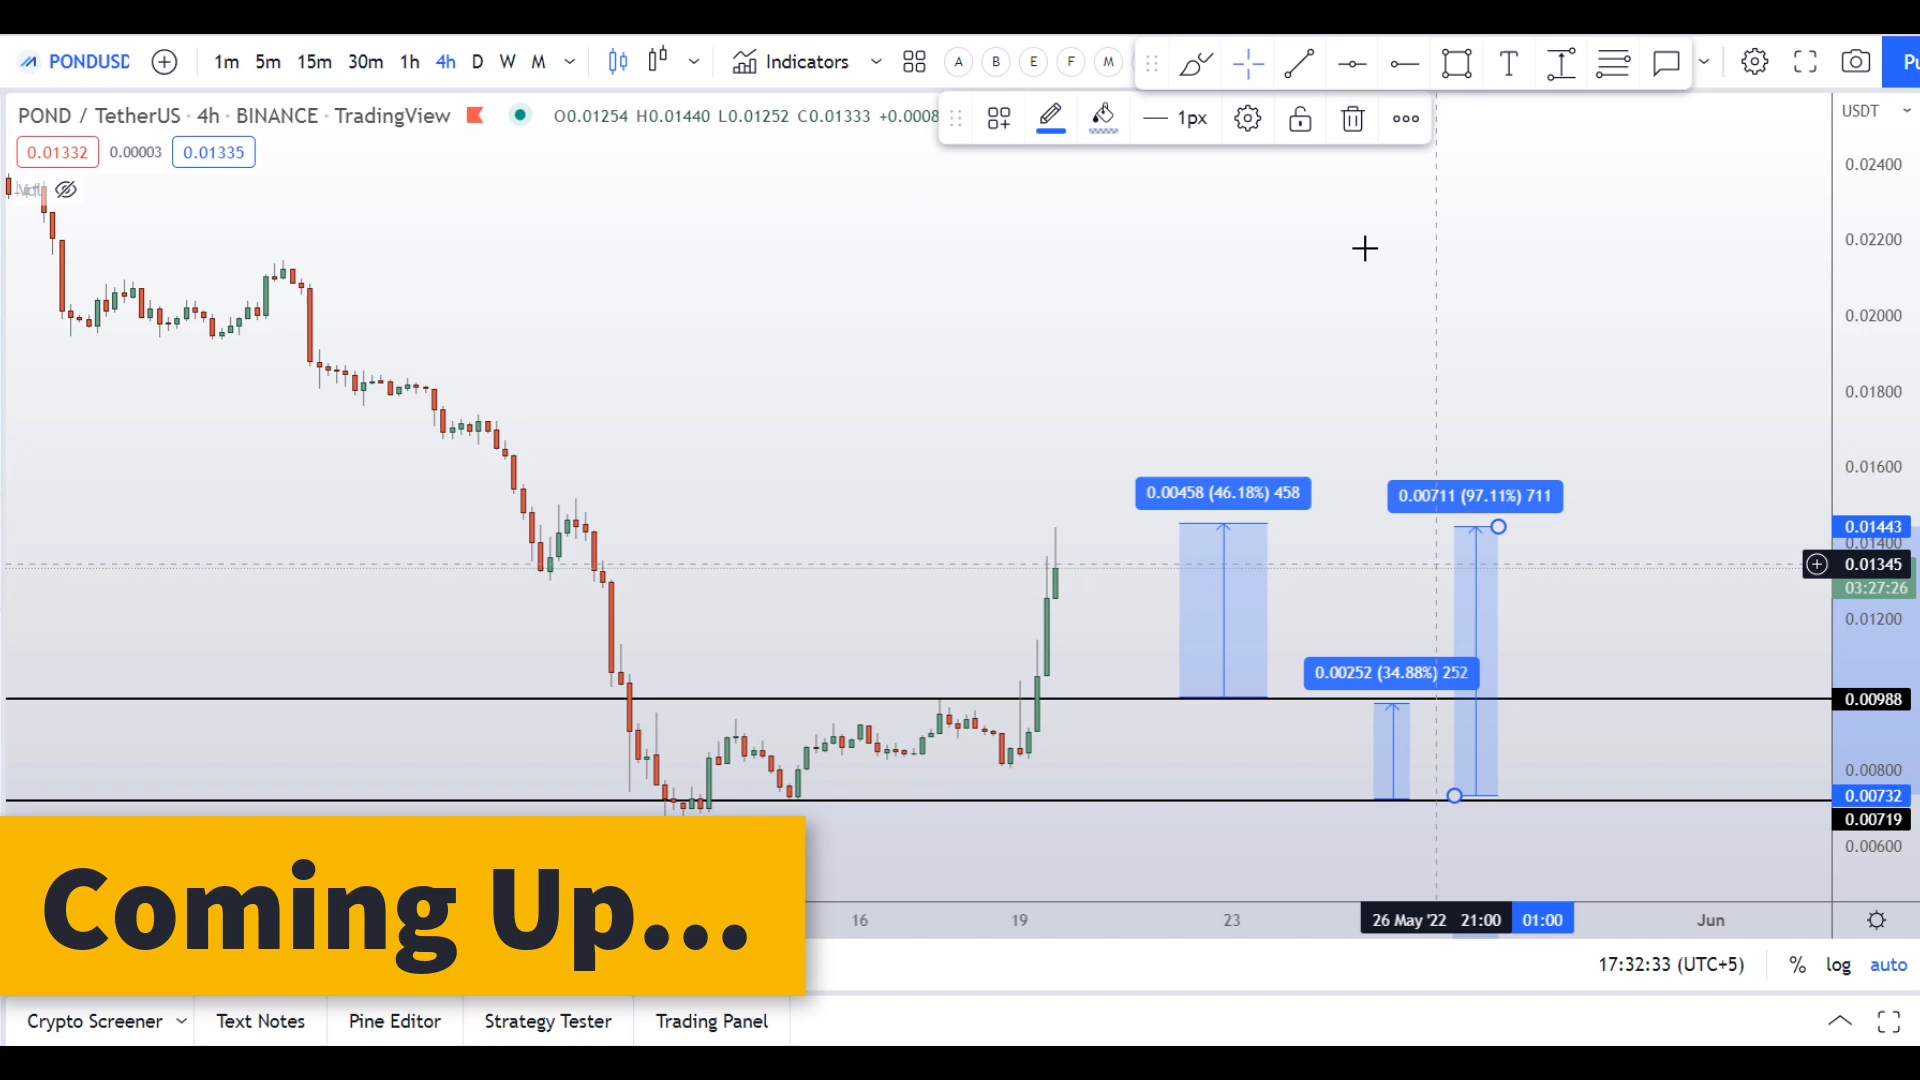 PONDUSD 1m 5m 15m 30m 1h 4h D W M Indicators A B E F M T Pu
POND / TetherUS · 4h · BINANCE · TradingView O0.01254 H0.01440 L0.01252 C0.01333 +0.0008 1px USDT
0.01332 0.00003 0.01335
0.02400
0.02200
0.02000
0.01800
0.01600
0.00458 (46.18%) 458
0.00711 (97.11%) 711
0.01443
0.01400
0.01345
03:27:26
0.01200
0.00252 (34.88%) 252
0.00988
0.00800
0.00732
0.00719
0.00600
Coming Up...
16 19 23 26 May '22 21:00 01:00 Jun
17:32:33 (UTC+5) % log auto
Crypto Screener Text Notes Pine Editor Strategy Tester Trading Panel